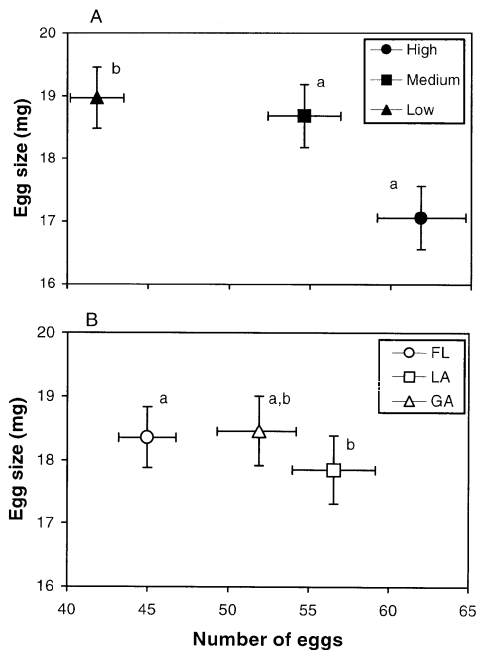 A
20
19
18
17
16
Egg size (mg)
High
Medium
Low
b
a
a
B
20
19
18
17
16
Egg size (mg)
FL
LA
GA
a
a,b
b
40 45 50 55 60 65
Number of eggs